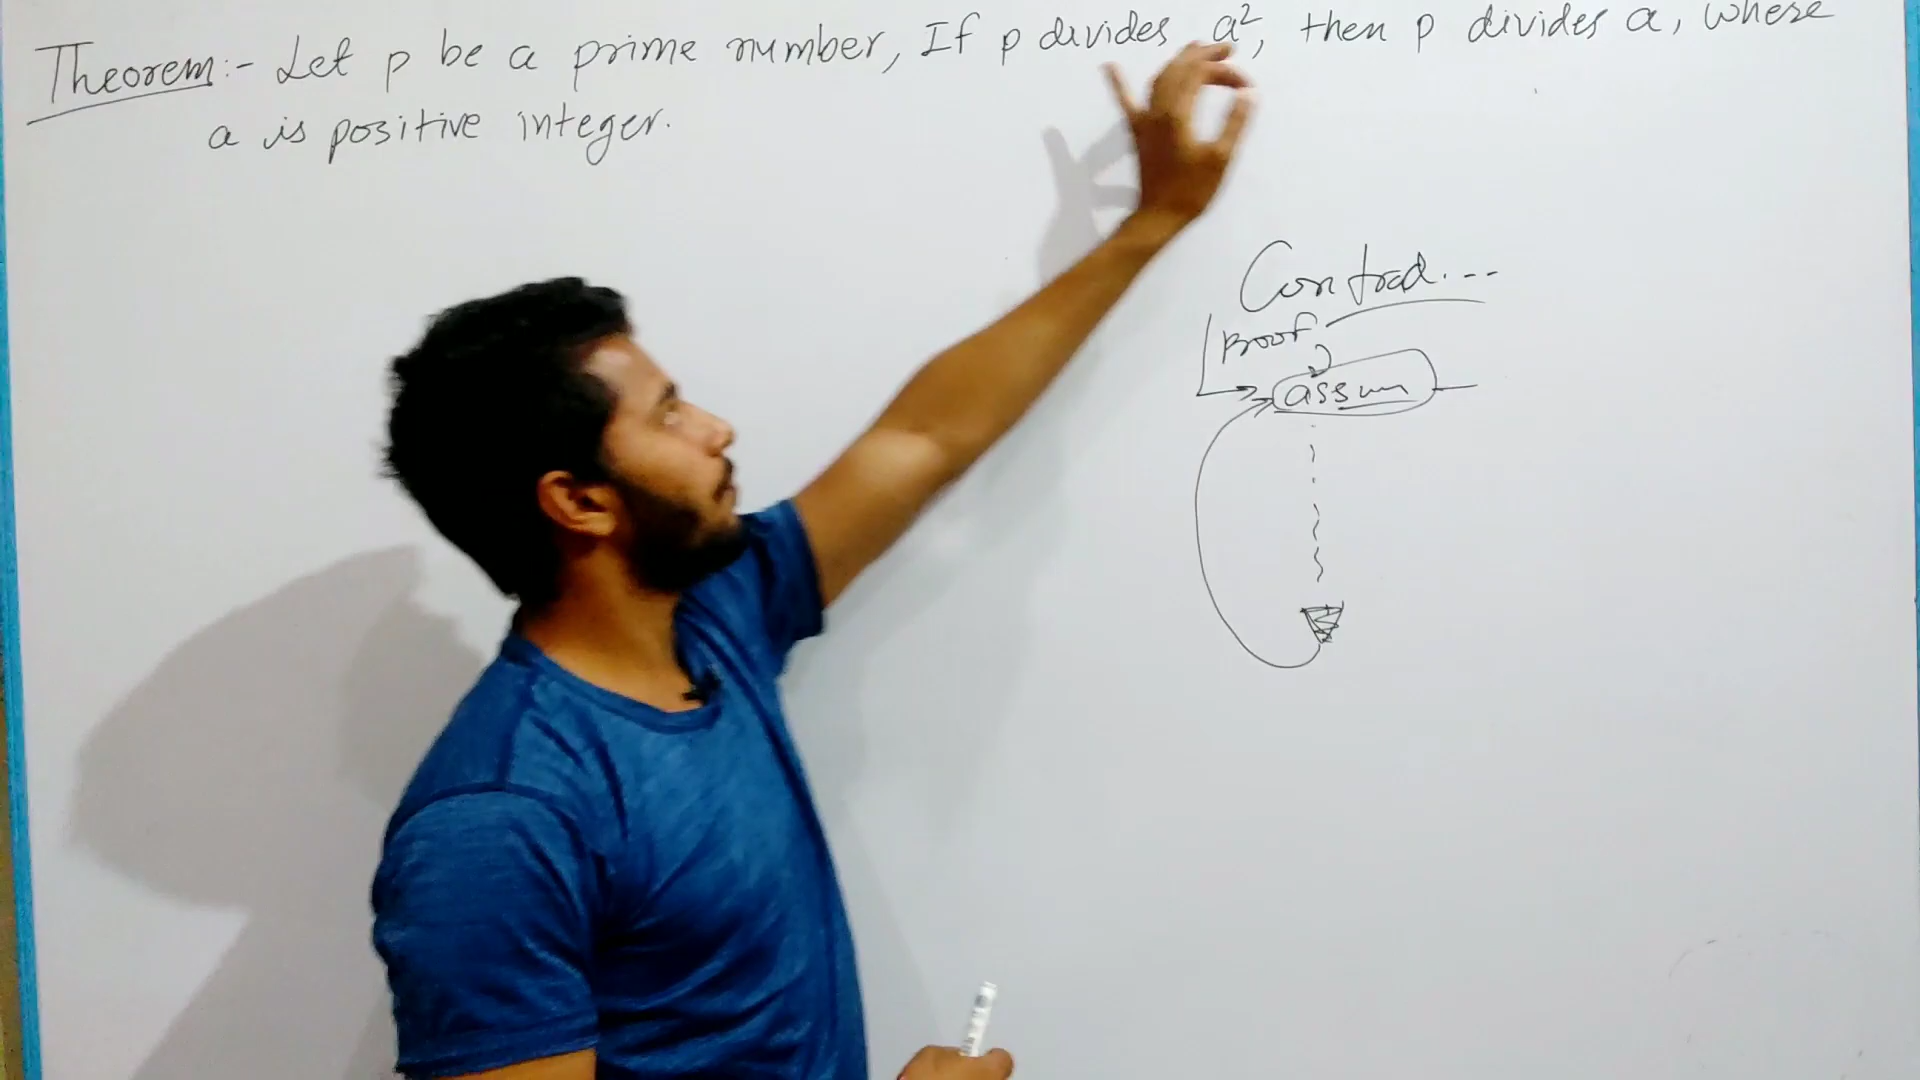 Theorem:- Let p be a prime number, If p divides a², then p divides a, where
a is positive integer.
Contrad....
Proof
assum